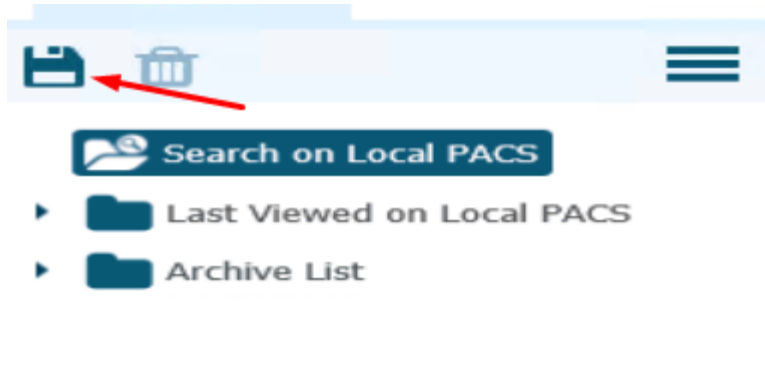 Search on Local PACS
Last Viewed on Local PACS
Archive List